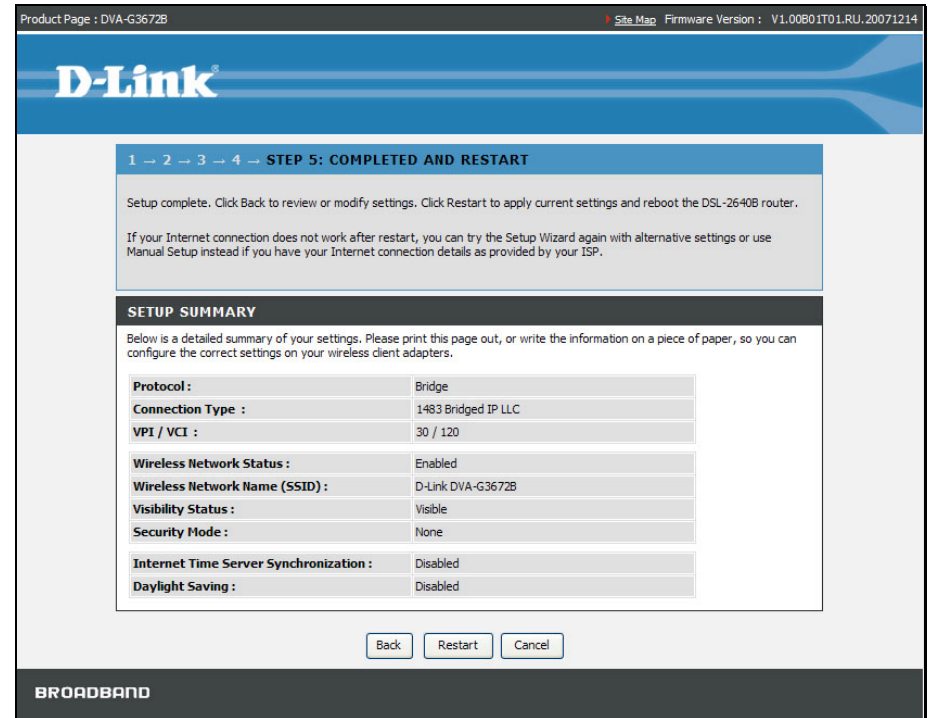 Product Page : DVA-G3672B Site Map Firmware Version : V1.00B01T01.RU.20071214
D-Link®
1 → 2 → 3 → 4 → STEP 5: COMPLETED AND RESTART
Setup complete. Click Back to review or modify settings. Click Restart to apply current settings and reboot the DSL-2640B router.
If your Internet connection does not work after restart, you can try the Setup Wizard again with alternative settings or use
Manual Setup instead if you have your Internet connection details as provided by your ISP.
SETUP SUMMARY
Below is a detailed summary of your settings. Please print this page out, or write the information on a piece of paper, so you can
configure the correct settings on your wireless client adapters.
Protocol : Bridge
Connection Type : 1483 Bridged IP LLC
VPI / VCI : 30 / 120
Wireless Network Status : Enabled
Wireless Network Name (SSID) : D-Link DVA-G3672B
Visibility Status : Visible
Security Mode : None
Internet Time Server Synchronization : Disabled
Daylight Saving : Disabled
Back Restart Cancel
BROADBAND